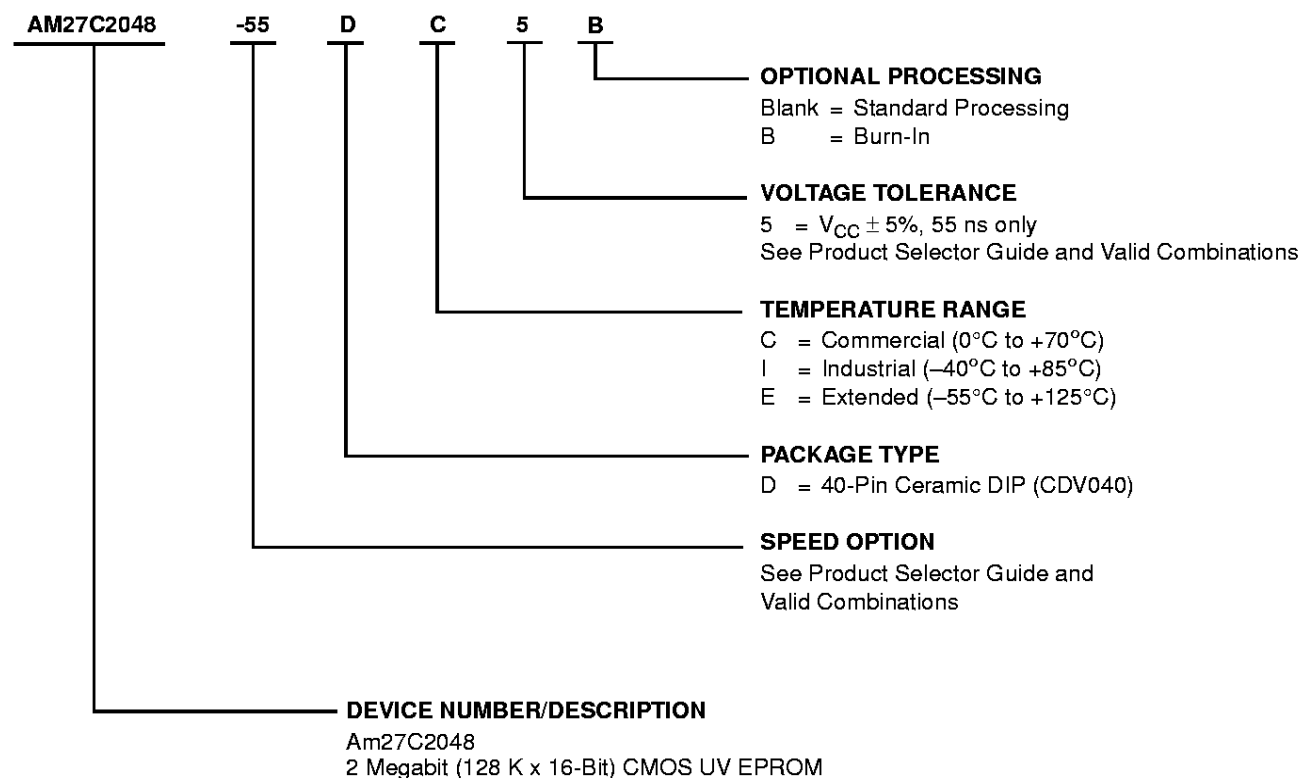 AM27C2048 -55 D C 5 B
OPTIONAL PROCESSING
Blank = Standard Processing
B = Burn-In
VOLTAGE TOLERANCE
5 = VCC ± 5%, 55 ns only
See Product Selector Guide and Valid Combinations
TEMPERATURE RANGE
C = Commercial (0°C to +70°C)
I = Industrial (–40°C to +85°C)
E = Extended (–55°C to +125°C)
PACKAGE TYPE
D = 40-Pin Ceramic DIP (CDV040)
SPEED OPTION
See Product Selector Guide and
Valid Combinations
DEVICE NUMBER/DESCRIPTION
Am27C2048
2 Megabit (128 K x 16-Bit) CMOS UV EPROM